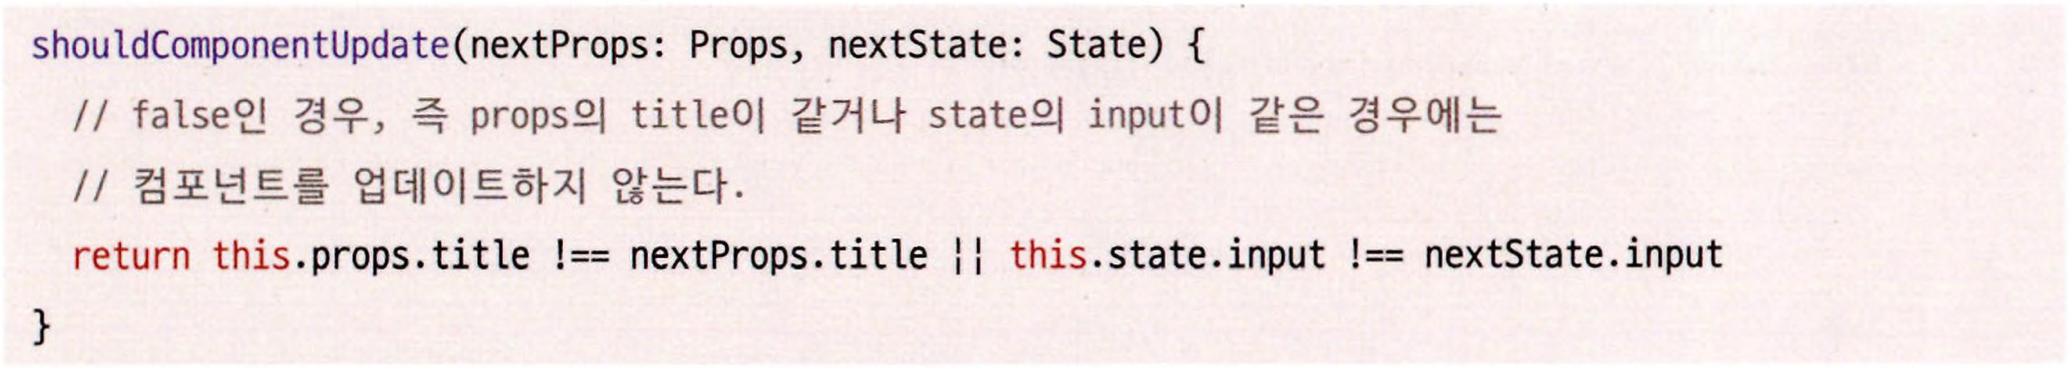 shouldComponentUpdate(nextProps: Props, nextState: State) {
// false인 경우, 즉 props의 title이 같거나 state의 input이 같은 경우에는
// 컴포넌트를 업데이트하지 않는다.
return this.props.title !== nextProps.title || this.state.input !== nextState.input
}